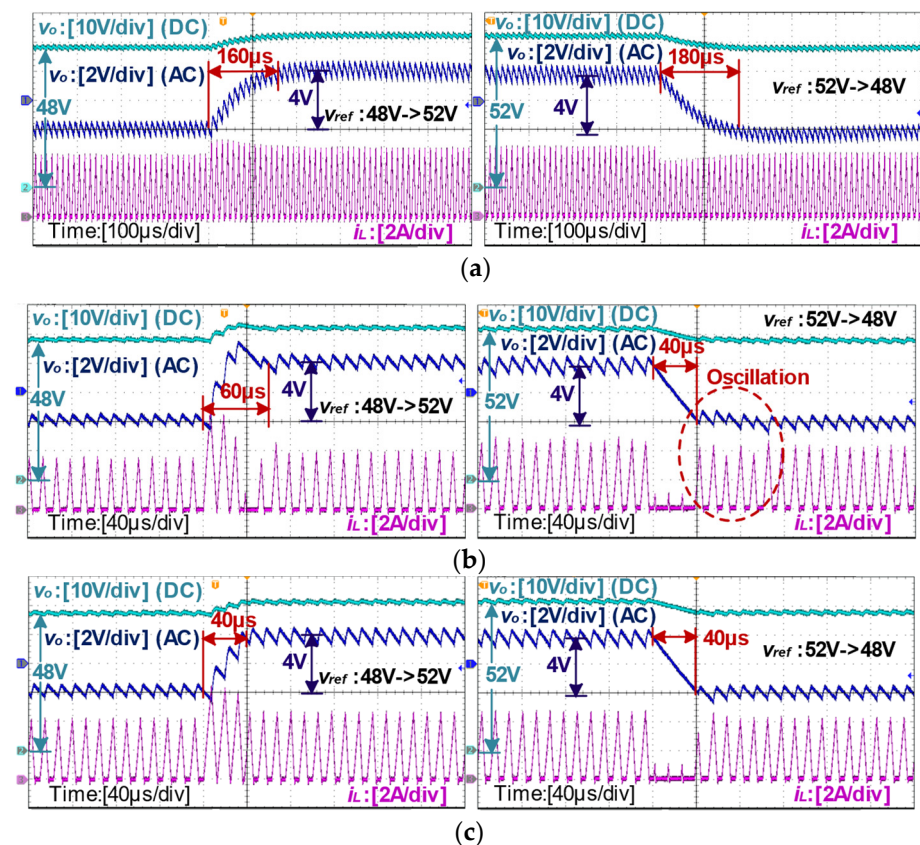 vo:[10V/div] (DC)
160μs
vo:[2V/div] (AC)
48V
4V
vref:48V->52V
Time:[100μs/div]
iL:[2A/div]
vo:[10V/div] (DC)
vo:[2V/div] (AC)
180μs
vref:52V->48V
4V
52V
Time:[100μs/div]
iL:[2A/div]
(a)
vo:[10V/div] (DC)
vo:[2V/div] (AC)
48V
60μs
4V
vref:48V->52V
Time:[40μs/div]
iL:[2A/div]
vo:[10V/div] (DC)
vref:52V->48V
vo:[2V/div] (AC)
40μs
Oscillation
4V
52V
Time:[40μs/div]
iL:[2A/div]
(b)
vo:[10V/div] (DC)
vo:[2V/div] (AC)
40μs
48V
4V
vref:48V->52V
Time:[40μs/div]
iL:[2A/div]
vo:[10V/div] (DC)
vo:[2V/div] (AC)
40μs
vref:52V->48V
4V
52V
Time:[40μs/div]
iL:[2A/div]
(c)